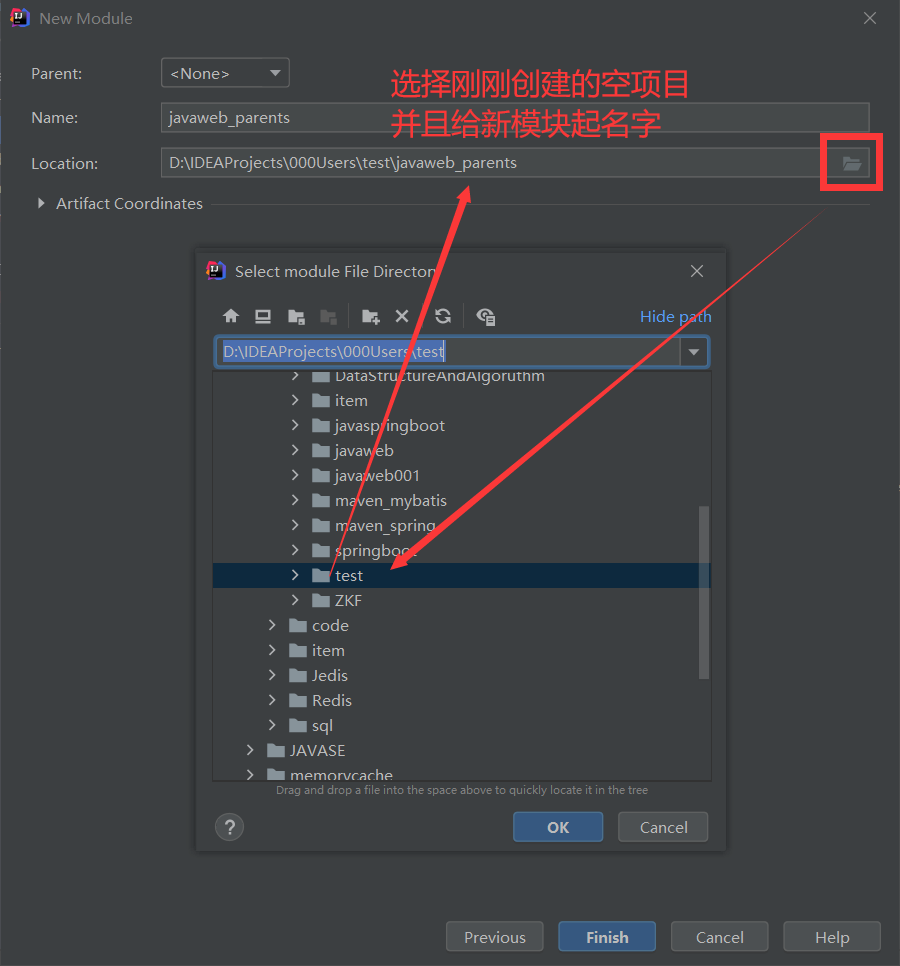 New Module
Parent:
<None>
选择刚刚创建的空项目
Name:
javaweb_parents
并且给新模块起名字
Location:
D:\IDEAProjects\000Users\test\javaweb_parents
Artifact Coordinates
Select module File Directory
Hide path
D:\IDEAProjects\000Users\test
DataStructureAndAlgoruthm
item
javaspringboot
javaweb
javaweb001
maven_mybatis
maven_spring
springboot
test
ZKF
code
item
Jedis
Redis
sql
JAVASE
memorycache
Drag and drop a file into the space above to quickly locate it in the tree
?
OK
Cancel
Previous
Finish
Cancel
Help